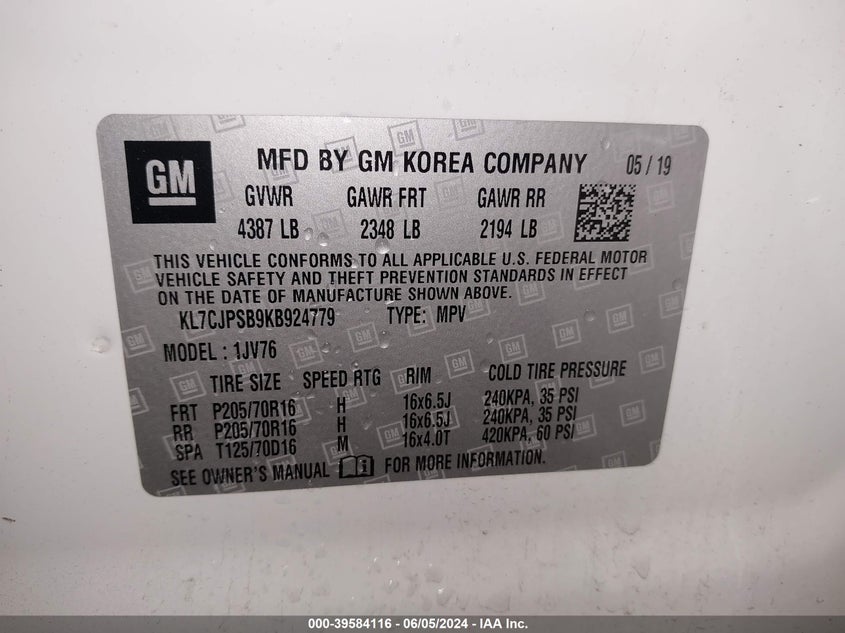 GM
MFD BY GM KOREA COMPANY 05 / 19
GVWR GAWR FRT GAWR RR
4387 LB 2348 LB 2194 LB
THIS VEHICLE CONFORMS TO ALL APPLICABLE U.S. FEDERAL MOTOR
VEHICLE SAFETY AND THEFT PREVENTION STANDARDS IN EFFECT
ON THE DATE OF MANUFACTURE SHOWN ABOVE.
KL7CJPSB9KB924779 TYPE: MPV
MODEL : 1JV76
TIRE SIZE SPEED RTG RIM COLD TIRE PRESSURE
FRT P205/70R16 H 16x6.5J 240KPA, 35 PSI
RR P205/70R16 H 16x6.5J 240KPA, 35 PSI
SPA T125/70D16 M 16x4.0T 420KPA, 60 PSI
SEE OWNER'S MANUAL FOR MORE INFORMATION.
000-39584116 - 06/05/2024 - IAA Inc.